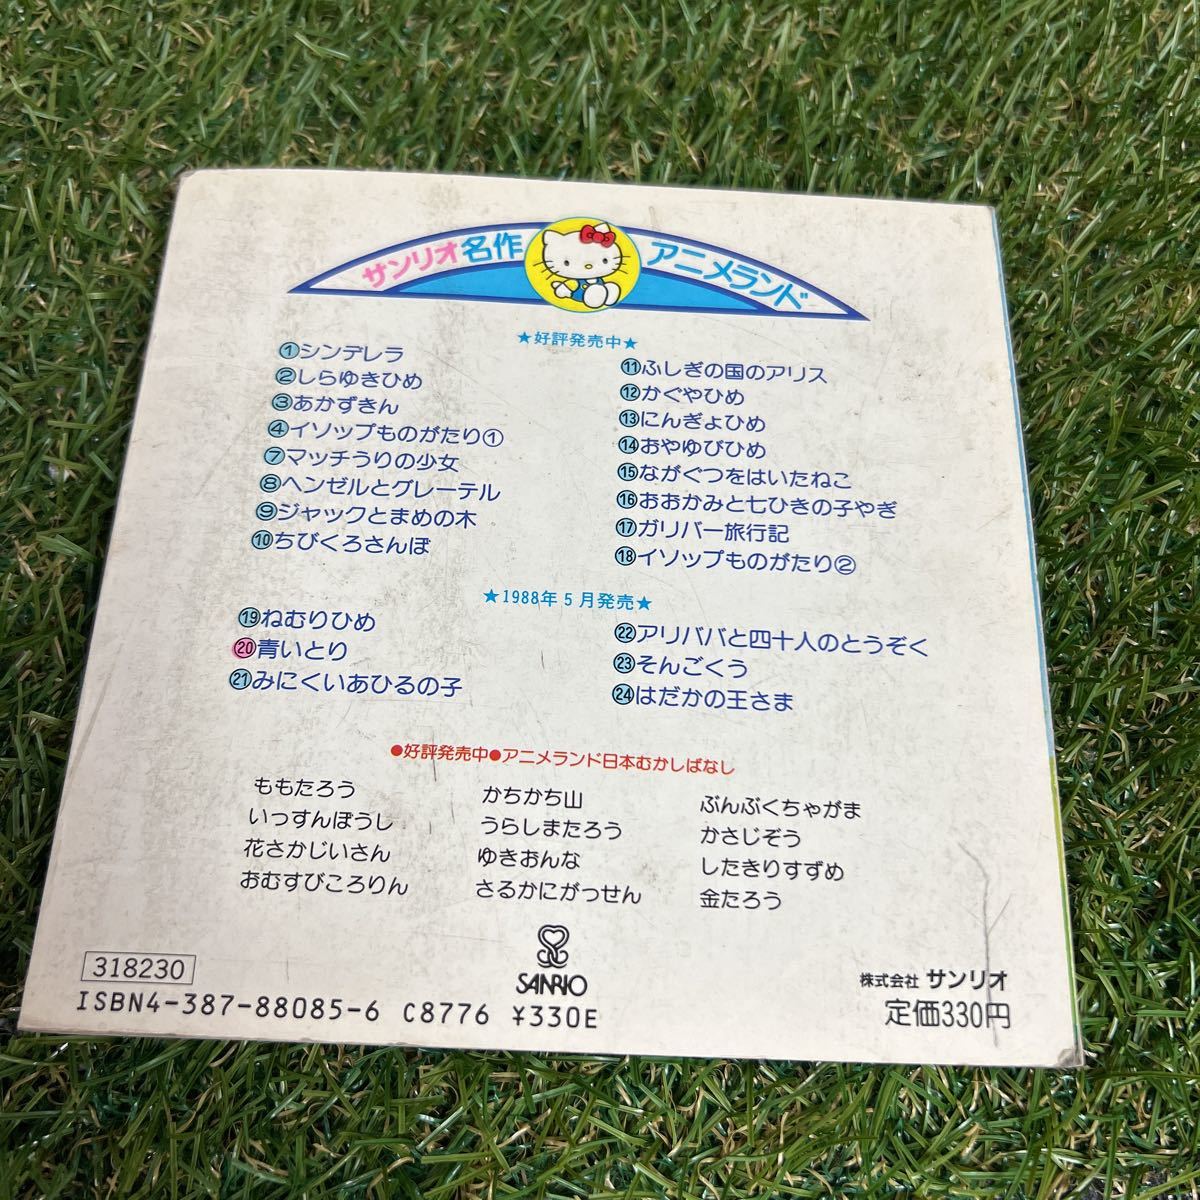 サンリオ名作 アニメランド
★好評発売中★
①シンデレラ
②しらゆきひめ
③あかずきん
④イソップものがたり①
⑦マッチうりの少女
⑧ヘンゼルとグレーテル
⑨ジャックとまめの木
⑩ちびくろさんぼ
⑪ふしぎの国のアリス
⑫かぐやひめ
⑬にんぎょひめ
⑭おやゆびひめ
⑮ながぐつをはいたねこ
⑯おおかみと七ひきの子やぎ
⑰ガリバー旅行記
⑱イソップものがたり②
★1988年5月発売★
⑲ねむりひめ
⑳青いとり
㉑みにくいあひるの子
㉒アリババと四十人のとうぞく
㉓そんごくう
㉔はだかの王さま
●好評発売中●アニメランド日本むかしばなし
ももたろう
いっすんぼうし
花さかじいさん
おむすびころりん
かちかち山
うらしまたろう
ゆきおんな
さるかにがっせん
ぶんぶくちゃがま
かさじぞう
したきりすずめ
金たろう
SANRIO
318230
ISBN4-387-88085-6 C8776 ¥330E
株式会社 サンリオ
定価330円